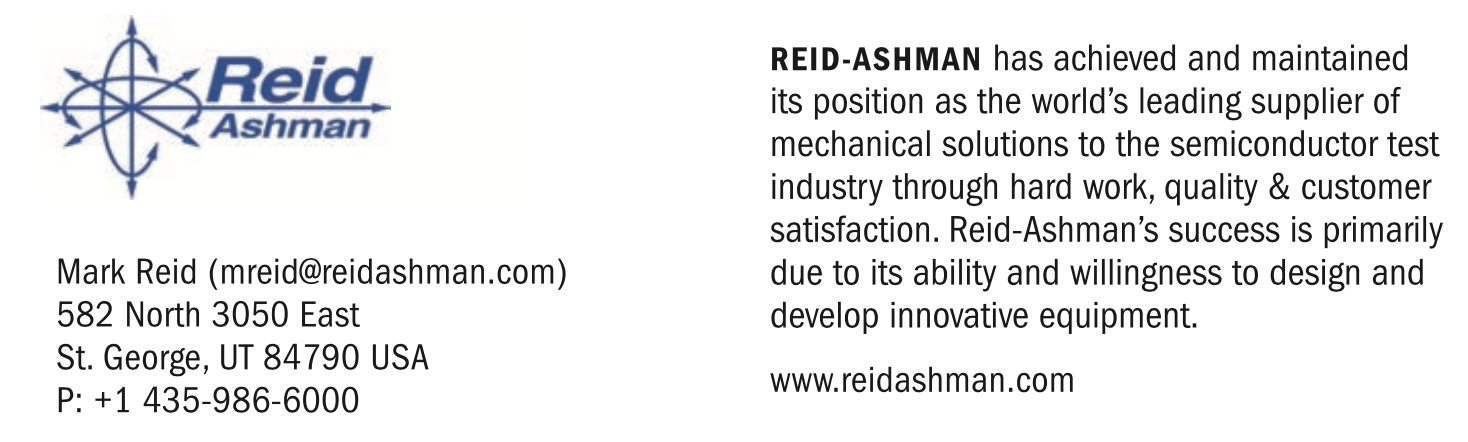 Reid
Ashman
Mark Reid (mreid@reidashman.com)
582 North 3050 East
St. George, UT 84790 USA
P: +1 435-986-6000
REID-ASHMAN has achieved and maintained
its position as the world’s leading supplier of
mechanical solutions to the semiconductor test
industry through hard work, quality & customer
satisfaction. Reid-Ashman’s success is primarily
due to its ability and willingness to design and
develop innovative equipment.
www.reidashman.com